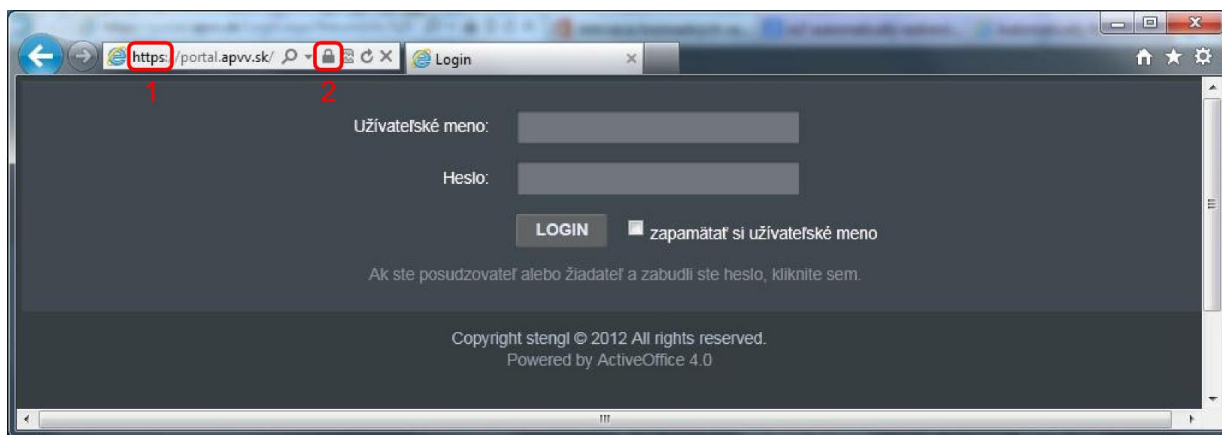 https://portal.apvv.sk/
Login
1
2
Užívateľské meno:
Heslo:
LOGIN
zapamätať si užívateľské meno
Ak ste posudzovateľ alebo žiadateľ a zabudli ste heslo, kliknite sem.
Copyright stengl © 2012 All rights reserved.
Powered by ActiveOffice 4.0